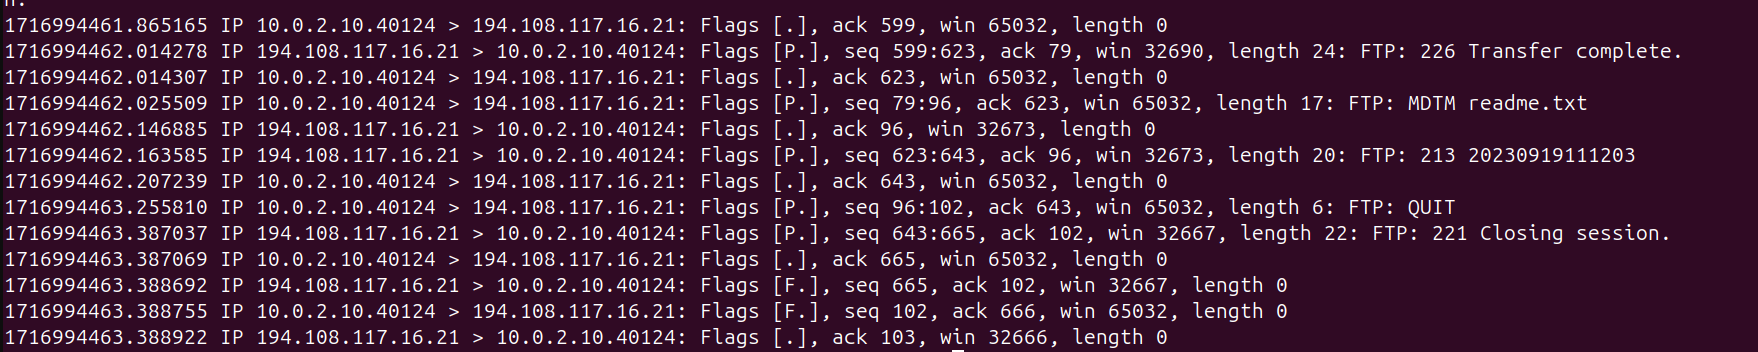 1716994461.865165 IP 10.0.2.10.40124 > 194.108.117.16.21: Flags [.], ack 599, win 65032, length 0
1716994462.014278 IP 194.108.117.16.21 > 10.0.2.10.40124: Flags [P.], seq 599:623, ack 79, win 32690, length 24: FTP: 226 Transfer complete.
1716994462.014307 IP 10.0.2.10.40124 > 194.108.117.16.21: Flags [.], ack 623, win 65032, length 0
1716994462.025509 IP 10.0.2.10.40124 > 194.108.117.16.21: Flags [P.], seq 79:96, ack 623, win 65032, length 17: FTP: MDTM readme.txt
1716994462.146885 IP 194.108.117.16.21 > 10.0.2.10.40124: Flags [.], ack 96, win 32673, length 0
1716994462.163585 IP 194.108.117.16.21 > 10.0.2.10.40124: Flags [P.], seq 623:643, ack 96, win 32673, length 20: FTP: 213 20230919111203
1716994462.207239 IP 10.0.2.10.40124 > 194.108.117.16.21: Flags [.], ack 643, win 65032, length 0
1716994463.255810 IP 10.0.2.10.40124 > 194.108.117.16.21: Flags [P.], seq 96:102, ack 643, win 65032, length 6: FTP: QUIT
1716994463.387037 IP 194.108.117.16.21 > 10.0.2.10.40124: Flags [P.], seq 643:665, ack 102, win 32667, length 22: FTP: 221 Closing session.
1716994463.387069 IP 10.0.2.10.40124 > 194.108.117.16.21: Flags [.], ack 665, win 65032, length 0
1716994463.388692 IP 194.108.117.16.21 > 10.0.2.10.40124: Flags [F.], seq 665, ack 102, win 32667, length 0
1716994463.388755 IP 10.0.2.10.40124 > 194.108.117.16.21: Flags [F.], seq 102, ack 666, win 65032, length 0
1716994463.388922 IP 194.108.117.16.21 > 10.0.2.10.40124: Flags [.], ack 103, win 32666, length 0